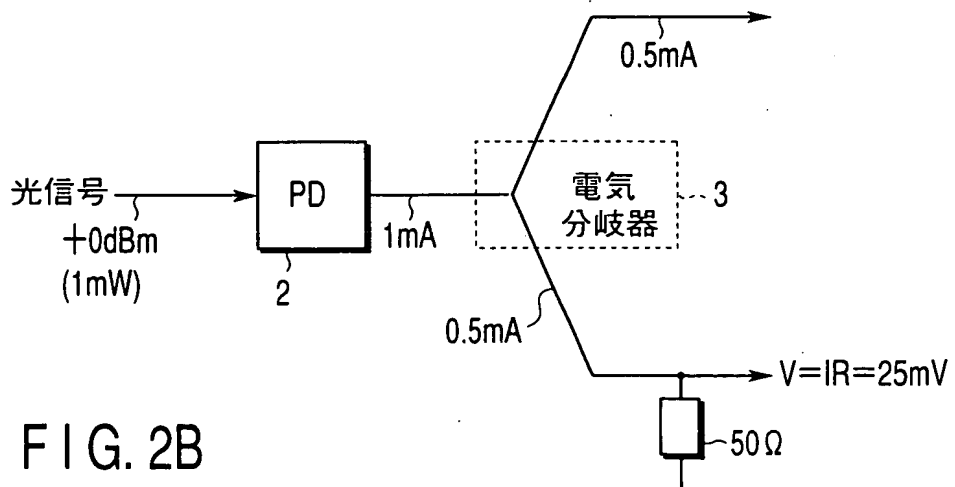 0.5mA
光信号
+0dBm
(1mW)
PD
2
1mA
電気
分岐器
3
0.5mA
V=IR=25mV
50Ω
FIG. 2B